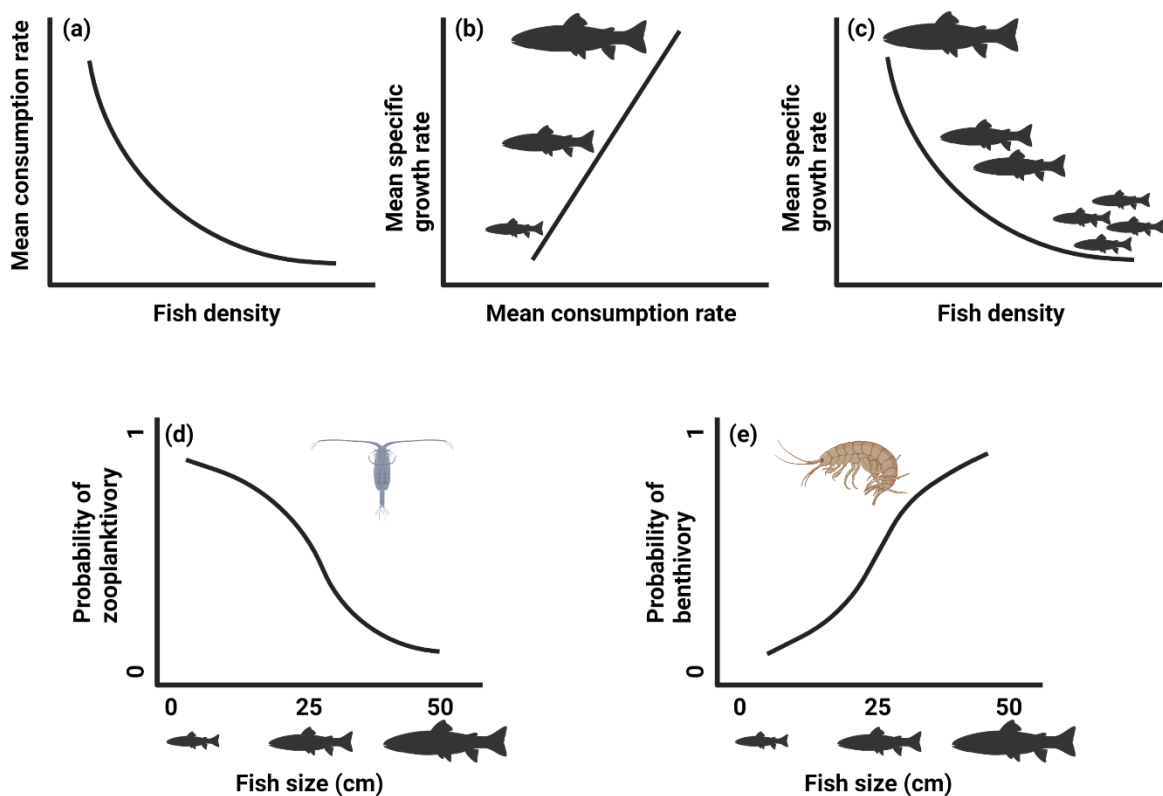 (a)
Mean consumption rate
Fish density
(b)
Mean specific
growth rate
Mean consumption rate
(c)
Mean specific
growth rate
Fish density
(d)
Probability of
zooplanktivory
1
0
0 25 50
Fish size (cm)
(e)
Probability of
benthivory
1
0
0 25 50
Fish size (cm)